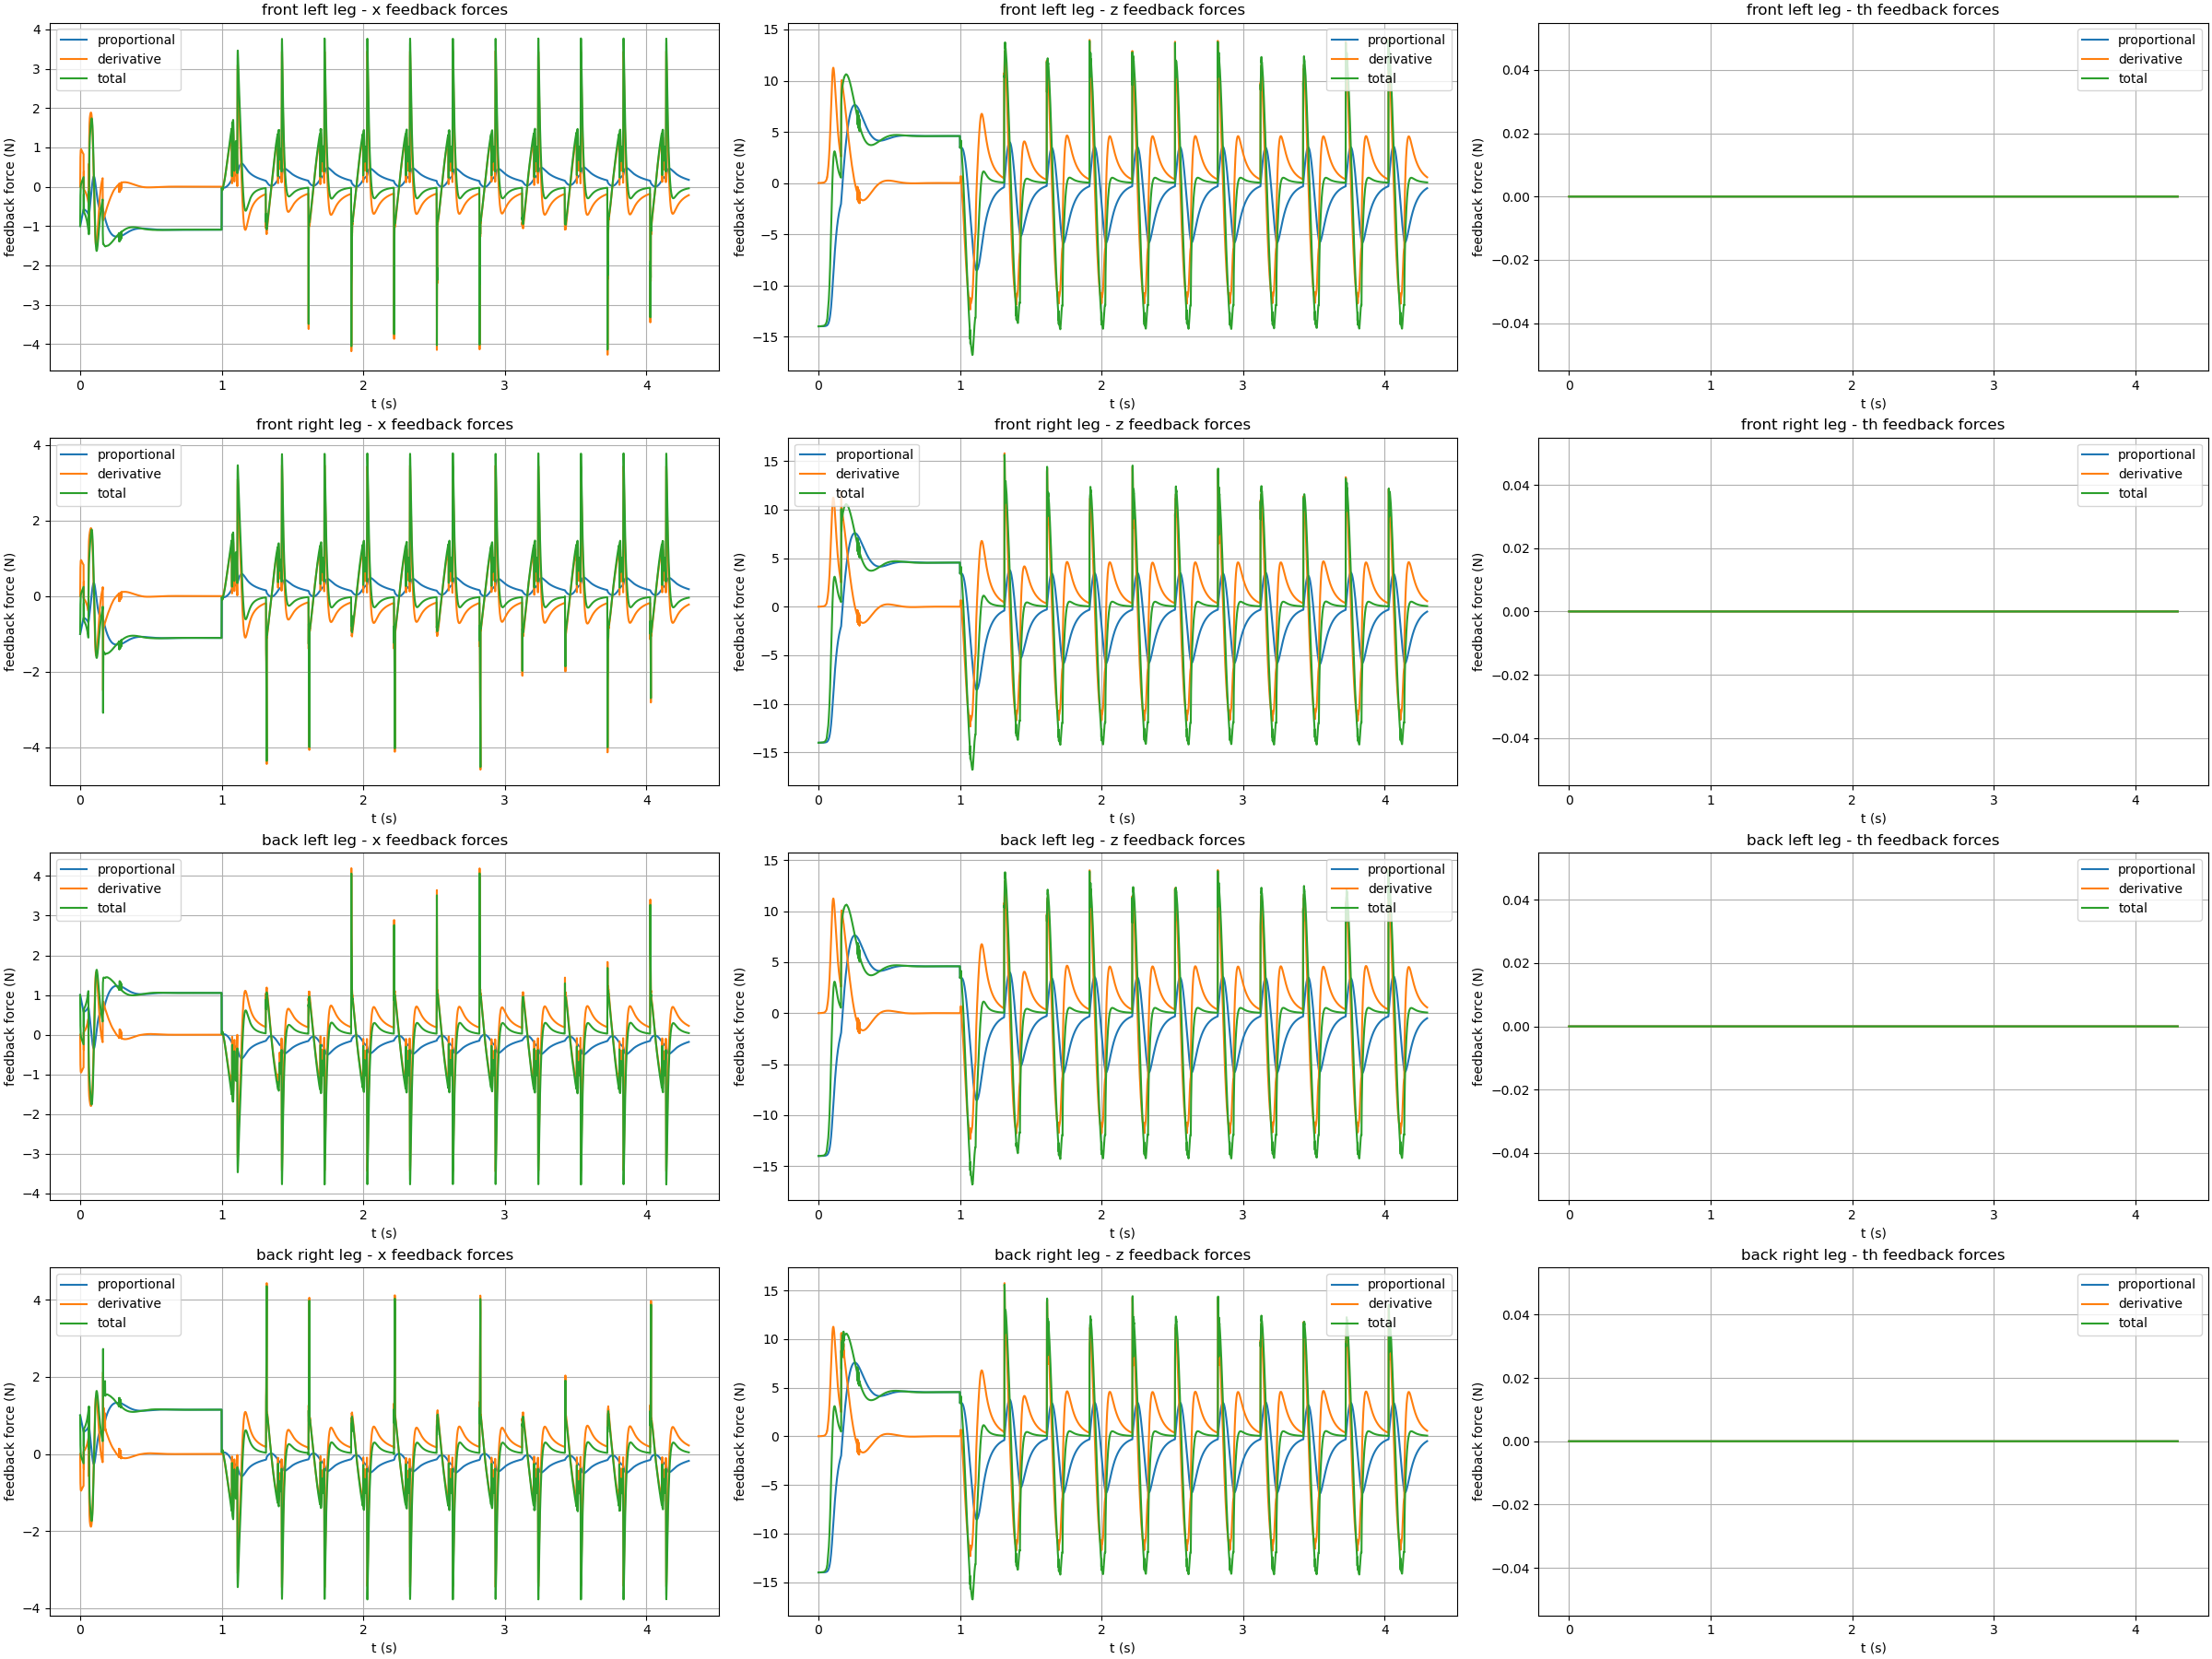 front left leg - x feedback forces
feedback force (N)
4
3
2
1
0
−1
−2
−3
−4
proportional
derivative
total
0 1 2 3 4
t (s)
front left leg - z feedback forces
feedback force (N)
15
10
5
0
−5
−10
−15
proportional
derivative
total
0 1 2 3 4
t (s)
front left leg - th feedback forces
feedback force (N)
0.04
0.02
0.00
−0.02
−0.04
proportional
derivative
total
0 1 2 3 4
t (s)
front right leg - x feedback forces
feedback force (N)
4
2
0
−2
−4
proportional
derivative
total
0 1 2 3 4
t (s)
front right leg - z feedback forces
feedback force (N)
15
10
5
0
−5
−10
−15
proportional
derivative
total
0 1 2 3 4
t (s)
front right leg - th feedback forces
feedback force (N)
0.04
0.02
0.00
−0.02
−0.04
proportional
derivative
total
0 1 2 3 4
t (s)
back left leg - x feedback forces
feedback force (N)
4
3
2
1
0
−1
−2
−3
−4
proportional
derivative
total
0 1 2 3 4
t (s)
back left leg - z feedback forces
feedback force (N)
15
10
5
0
−5
−10
−15
proportional
derivative
total
0 1 2 3 4
t (s)
back left leg - th feedback forces
feedback force (N)
0.04
0.02
0.00
−0.02
−0.04
proportional
derivative
total
0 1 2 3 4
t (s)
back right leg - x feedback forces
feedback force (N)
4
2
0
−2
−4
proportional
derivative
total
0 1 2 3 4
t (s)
back right leg - z feedback forces
feedback force (N)
15
10
5
0
−5
−10
−15
proportional
derivative
total
0 1 2 3 4
t (s)
back right leg - th feedback forces
feedback force (N)
0.04
0.02
0.00
−0.02
−0.04
proportional
derivative
total
0 1 2 3 4
t (s)